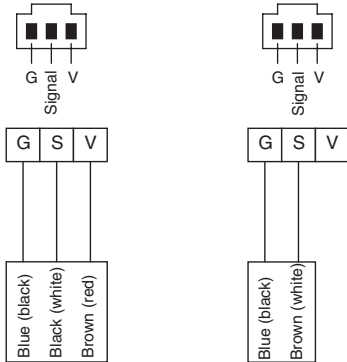 G Signal V
G Signal V
G S V
G S V
Blue (black)
Black (white)
Brown (red)
Blue (black)
Brown (white)